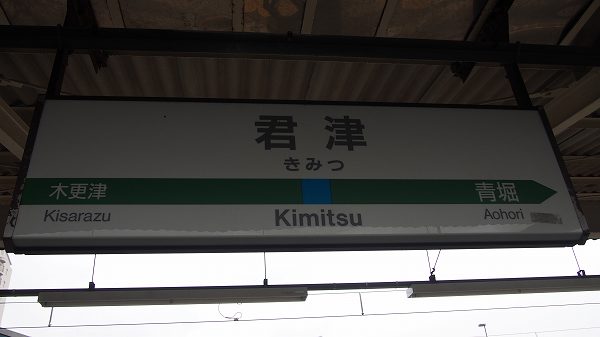 君津
きみつ
木更津
青堀
Kisarazu
Kimitsu
Aohori